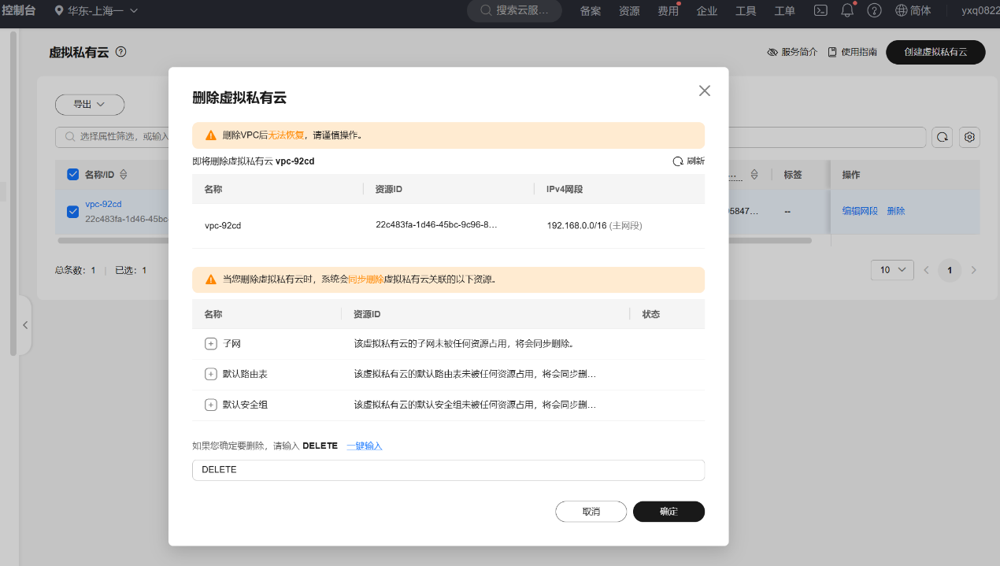 控制台 华东-上海一 搜索云服... 备案 资源 费用 企业 工具 工单 简体 yxq0822
虚拟私有云 服务简介 使用指南 创建虚拟私有云
导出
选择属性筛选，或输入
名称/ID 标签 操作
vpc-92cd
22c483fa-1d46-45bc- 5847... -- 编辑网段 删除
总条数：1 已选：1 10 1
删除虚拟私有云
删除VPC后无法恢复，请谨慎操作。
即将删除虚拟私有云 vpc-92cd 刷新
名称 资源ID IPv4网段
vpc-92cd 22c483fa-1d46-45bc-9c96-8... 192.168.0.0/16 (主网段)
当您删除虚拟私有云时，系统会同步删除虚拟私有云关联的以下资源。
名称 资源ID 状态
子网 该虚拟私有云的子网未被任何资源占用，将会同步删除。
默认路由表 该虚拟私有云的默认路由表未被任何资源占用，将会同步删...
默认安全组 该虚拟私有云的默认安全组未被任何资源占用，将会同步删...
如果您确定要删除，请输入 DELETE 一键输入
DELETE
取消 确定